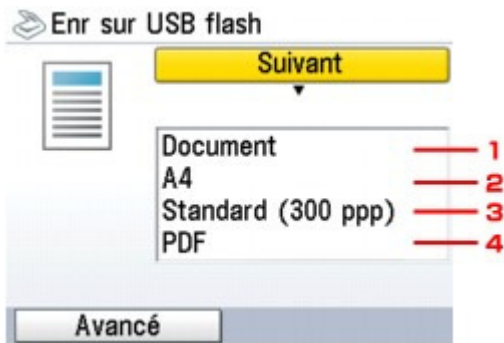 Enr sur USB flash
Suivant
Document 1
A4 2
Standard (300 ppp) 3
PDF 4
Avancé